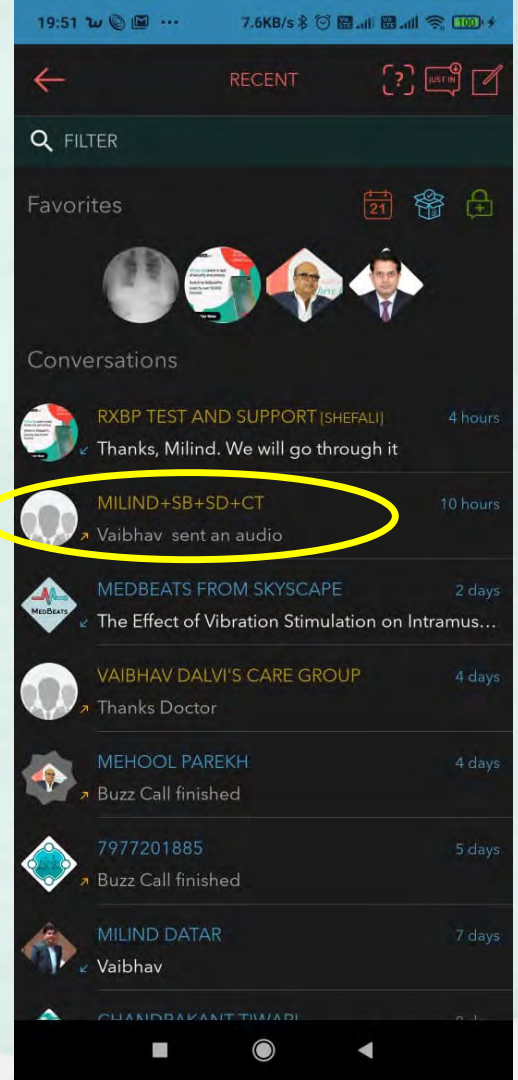 19:51 ... 7.6KB/s 100
RECENT
JUST IN
FILTER
Favorites
21
Conversations
RXBP TEST AND SUPPORT [SHEFALI] 4 hours
Thanks, Milind. We will go through it
MILIND+SB+SD+CT 10 hours
Vaibhav sent an audio
MEDBEATS
MEDBEATS FROM SKYSCAPE 2 days
The Effect of Vibration Stimulation on Intramus...
VAIBHAV DALVI'S CARE GROUP 4 days
Thanks Doctor
MEHOOL PAREKH 4 days
Buzz Call finished
7977201885 5 days
Buzz Call finished
MILIND DATAR 7 days
Vaibhav
CHANDRAKANT TIWARI